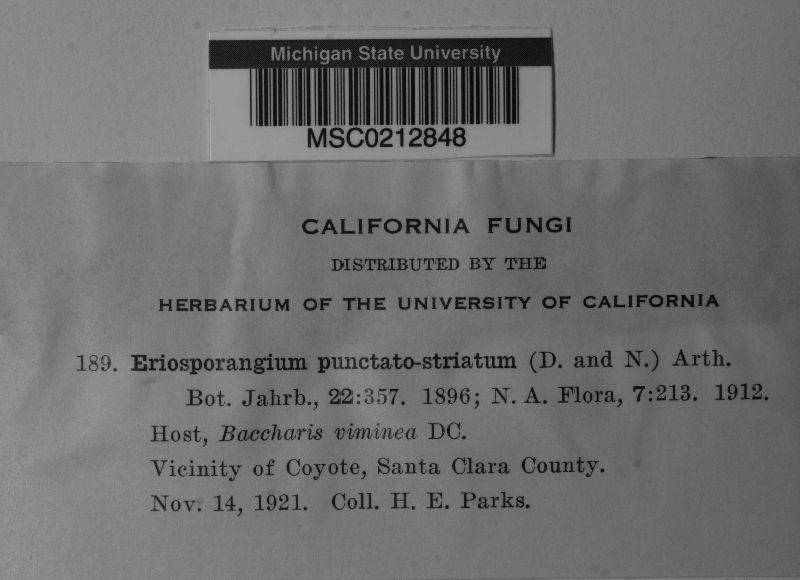 Michigan State University
MSC0212848
CALIFORNIA FUNGI
DISTRIBUTED BY THE
HERBARIUM OF THE UNIVERSITY OF CALIFORNIA
189. Eriosporangium punctato-striatum (D. and N.) Arth.
Bot. Jahrb., 22:357. 1896; N. A. Flora, 7:213. 1912.
Host, Baccharis viminea DC.
Vicinity of Coyote, Santa Clara County.
Nov. 14, 1921. Coll. H. E. Parks.